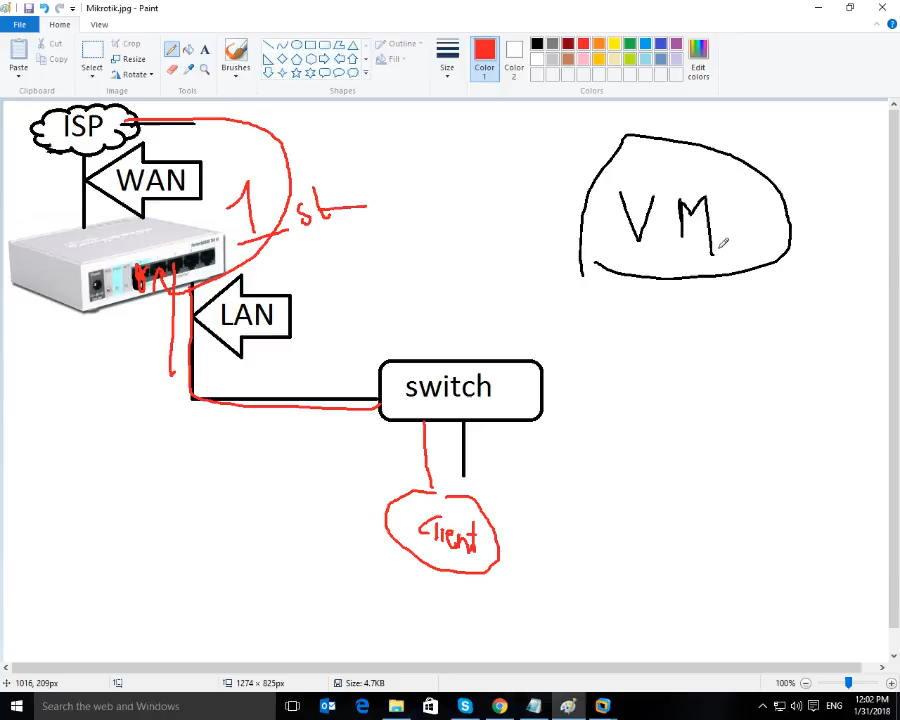 Mikrotik.jpg - Paint
File Home View
Paste
Cut
Copy
Clipboard
Select
Crop
Resize
Rotate
Image
Tools
Brushes
Shapes
Outline
Fill
Size
Color 1
Color 2
Edit colors
Colors
ISP
WAN
1 st
VM
LAN
switch
Client
1016, 209px
1274 × 825px
Size: 4.7KB
100%
Search the web and Windows
ENG
12:02 PM
1/31/2018